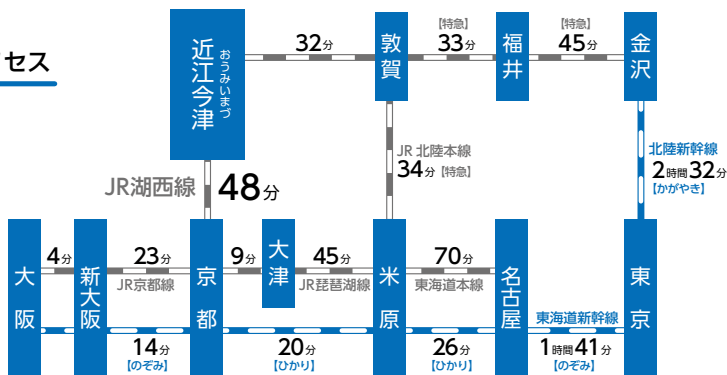 セス
近江今津
おうみいまづ
32分
敦賀
【特急】
33分
福井
【特急】
45分
金沢
JR湖西線 48分
JR 北陸本線
34分【特急】
北陸新幹線
2時間32分
【かがやき】
大阪
4分
新大阪
23分
JR京都線
京都
9分
大津
45分
JR琵琶湖線
米原
70分
東海道本線
名古屋
東海道新幹線
東京
14分
【のぞみ】
20分
【ひかり】
26分
【ひかり】
1時間41分
【のぞみ】